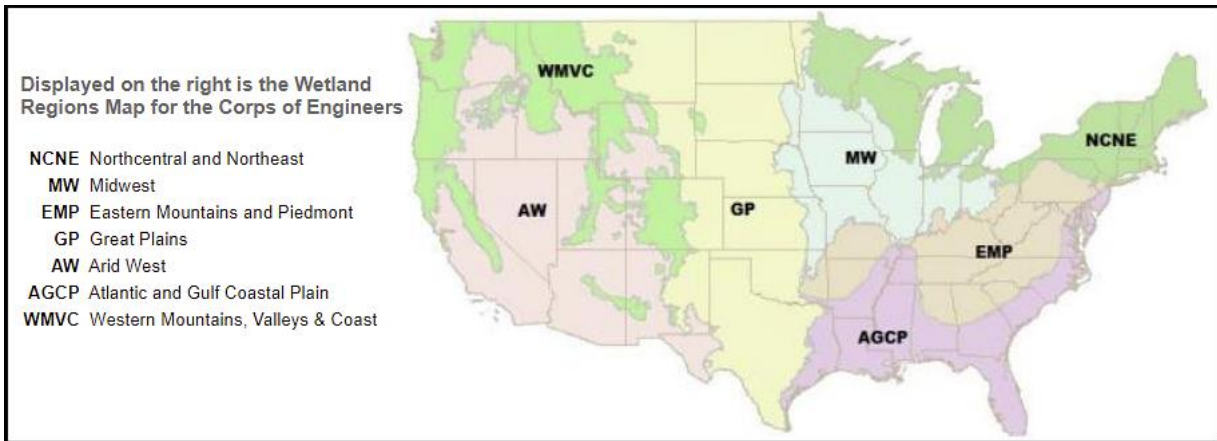 Displayed on the right is the Wetland
Regions Map for the Corps of Engineers
NCNE Northcentral and Northeast
MW Midwest
EMP Eastern Mountains and Piedmont
GP Great Plains
AW Arid West
AGCP Atlantic and Gulf Coastal Plain
WMVC Western Mountains, Valleys & Coast
WMVC
NCNE
MW
AW
GP
EMP
AGCP